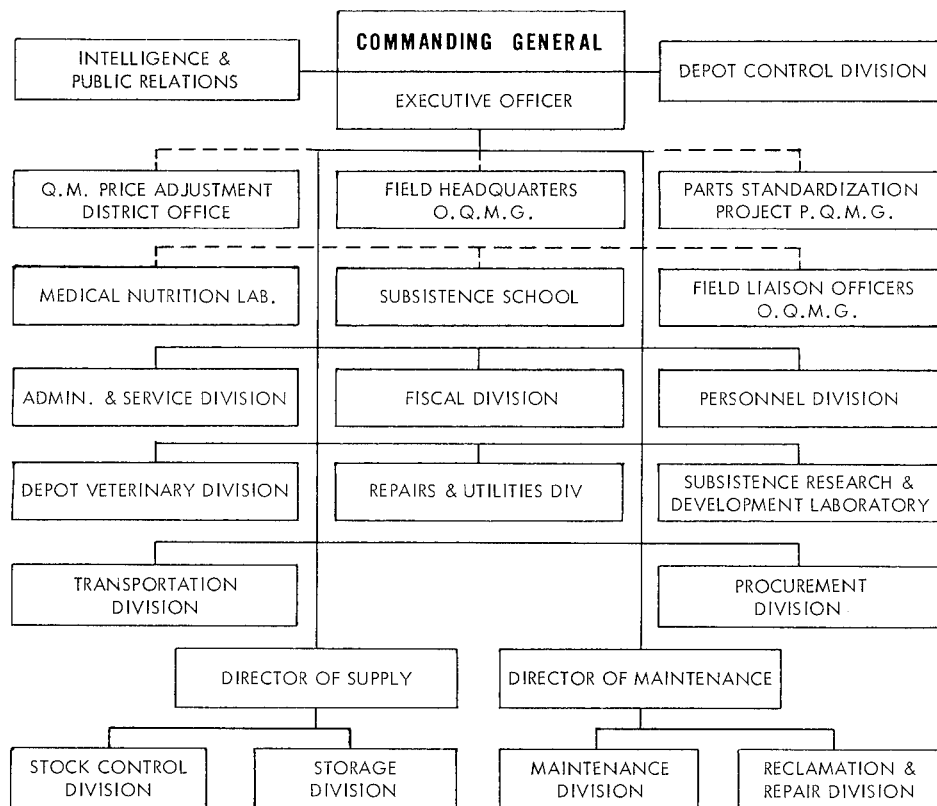 COMMANDING GENERAL
INTELLIGENCE &
PUBLIC RELATIONS
EXECUTIVE OFFICER
DEPOT CONTROL DIVISION
Q.M. PRICE ADJUSTMENT
DISTRICT OFFICE
FIELD HEADQUARTERS
O.Q.M.G.
PARTS STANDARDIZATION
PROJECT P.Q.M.G.
MEDICAL NUTRITION LAB.
SUBSISTENCE SCHOOL
FIELD LIAISON OFFICERS
O.Q.M.G.
ADMIN. & SERVICE DIVISION
FISCAL DIVISION
PERSONNEL DIVISION
DEPOT VETERINARY DIVISION
REPAIRS & UTILITIES DIV
SUBSISTENCE RESEARCH &
DEVELOPMENT LABORATORY
TRANSPORTATION
DIVISION
PROCUREMENT
DIVISION
DIRECTOR OF SUPPLY
DIRECTOR OF MAINTENANCE
STOCK CONTROL
DIVISION
STORAGE
DIVISION
MAINTENANCE
DIVISION
RECLAMATION &
REPAIR DIVISION